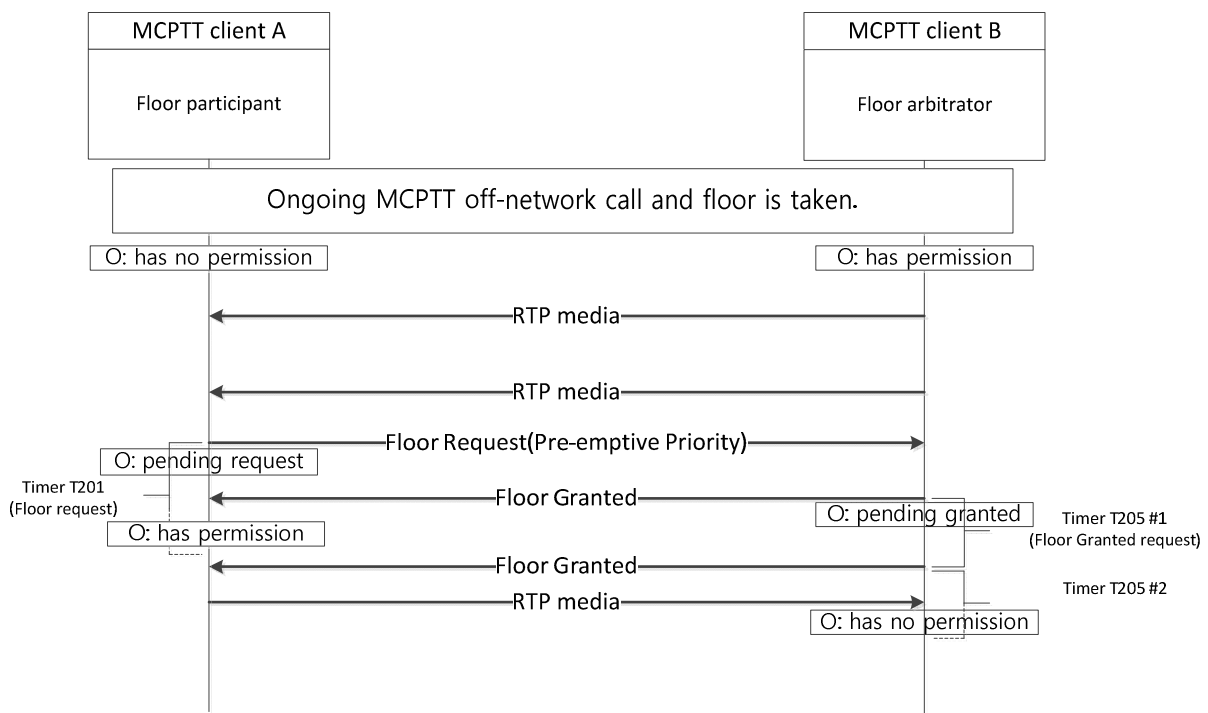 MCPTT client A
MCPTT client B
Floor participant
Floor arbitrator
Ongoing MCPTT off-network call and floor is taken.
O: has no permission
O: has permission
RTP media
RTP media
Floor Request(Pre-emptive Priority)
O: pending request
Timer T201
(Floor request)
Floor Granted
O: pending granted
Timer T205 #1
(Floor Granted request)
O: has permission
Floor Granted
Timer T205 #2
RTP media
O: has no permission